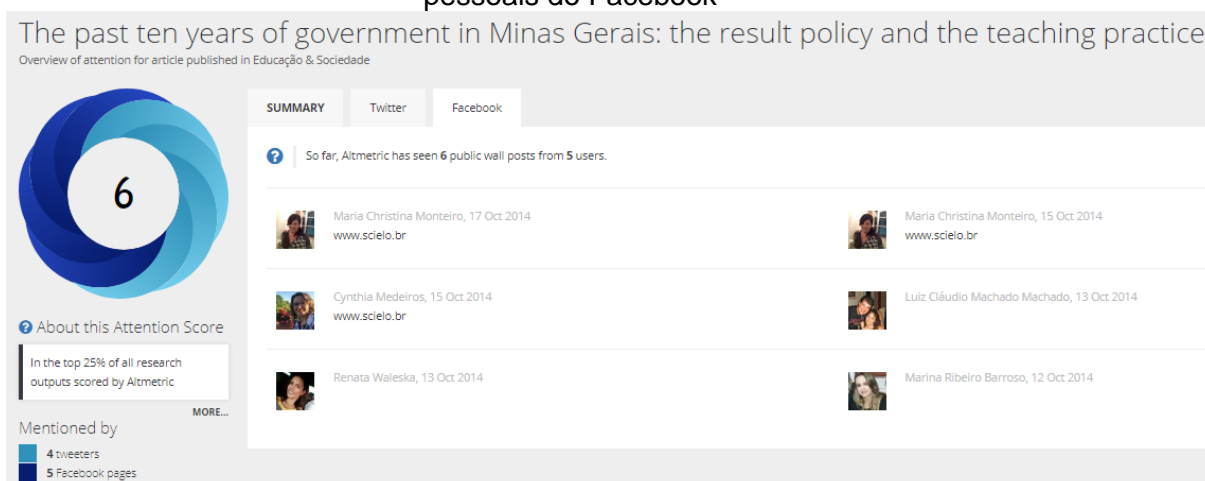 pessoais do Facebook
The past ten years of government in Minas Gerais: the result policy and the teaching practice
Overview of attention for article published in Educação & Sociedade
6
SUMMARY Twitter Facebook
So far, Altmetric has seen 6 public wall posts from 5 users.
Maria Christina Monteiro, 17 Oct 2014
www.scielo.br
Maria Christina Monteiro, 15 Oct 2014
www.scielo.br
Cynthia Medeiros, 15 Oct 2014
www.scielo.br
Luiz Cláudio Machado Machado, 13 Oct 2014
Renata Waleska, 13 Oct 2014
Marina Ribeiro Barroso, 12 Oct 2014
? About this Attention Score
In the top 25% of all research
outputs scored by Altmetric
MORE...
Mentioned by
4 tweeters
5 Facebook pages